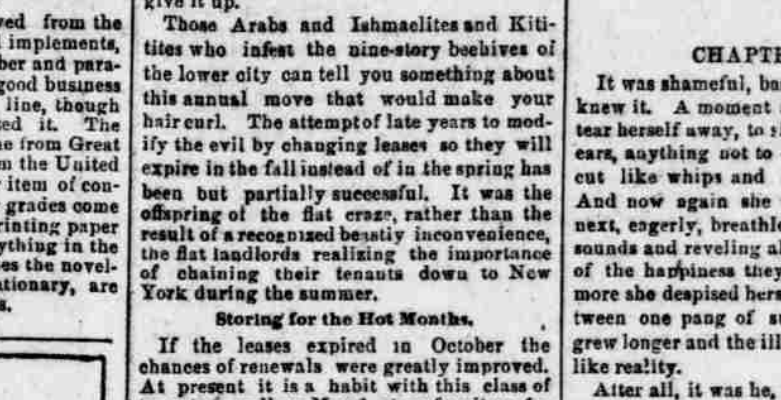 ved from the
implements,
ber and para-
good business
line, though
ed it. The
e from Great
m the United
item of con-
grades come
rinting paper
ything in the
es the novel-
ationary, are
s.
give it up.
Those Arabs and Ishmaelites and Kiti-
tites who infest the nine-story beehives of
the lower city can tell you something about
this annual move that would make your
hair curl. The attempt of late years to mod-
ify the evil by changing leases so they will
expire in the fall instead of in the spring has
been but partially successful. It was the
offspring of the flat craze, rather than the
result of a recognized beastly inconvenience,
the flat landlords realizing the importance
of chaining their tenants down to New
York during the summer.
Storing for the Hot Months.
If the leases expired in October the
chances of renewals were greatly improved.
At present it is a habit with this class of
CHAPTE
It was shameful, bu
knew it. A moment
tear herself away, to s
ears, anything not to
cut like whips and
And now again she
next, eagerly, breathle
sounds and reveling a
of the happiness they
more she despised hers
tween one pang of s
grew longer and the ill
like reality.
After all, it was he,